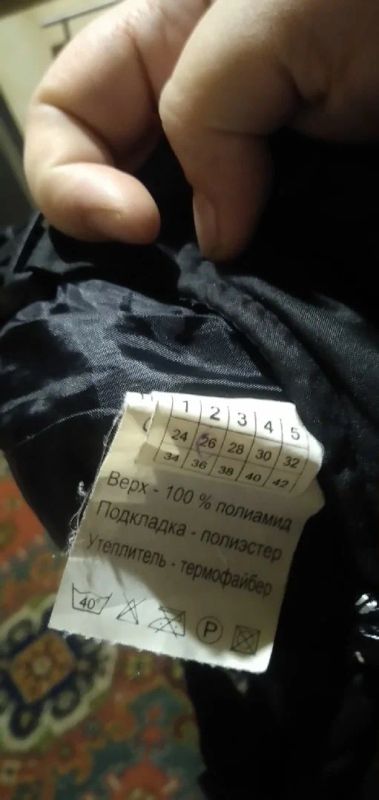 1 2 3 4 5
24 26 28 30 32
34 36 38 40 42
Верх - 100 % полиамид
Подкладка - полиэстер
Утеплитель - термофайбер
40° P